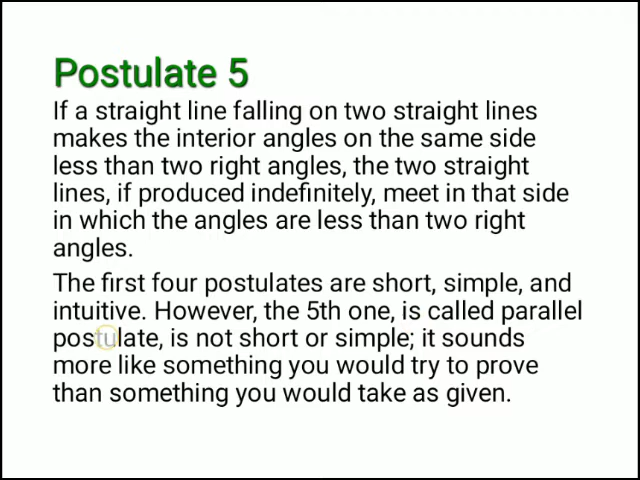 Postulate 5
If a straight line falling on two straight lines
makes the interior angles on the same side
less than two right angles, the two straight
lines, if produced indefinitely, meet in that side
in which the angles are less than two right
angles.
The first four postulates are short, simple, and
intuitive. However, the 5th one, is called parallel
postulate, is not short or simple; it sounds
more like something you would try to prove
than something you would take as given.